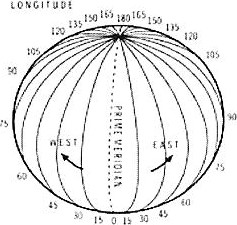 LONGITUDE
165 180 165
150 150
135 135
120 120
105 105
90 90
75 75
60 60
45 45
30 30
15 0 15
WEST
EAST
PRIME MERIDIAN